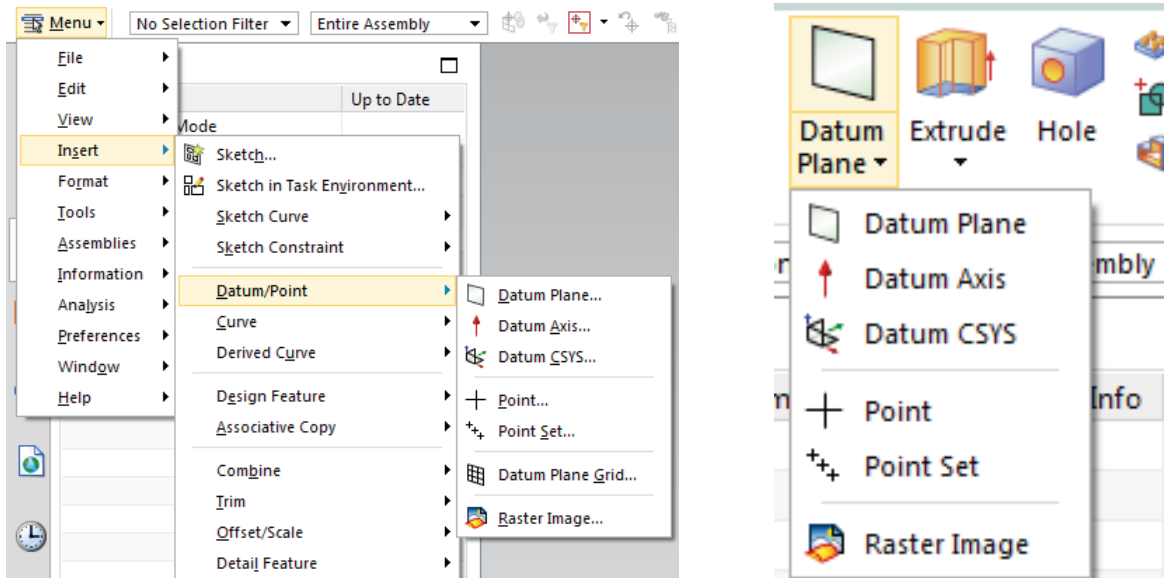 Menu
No Selection Filter
Entire Assembly
File
Edit
View
Insert
Format
Tools
Assemblies
Information
Analysis
Preferences
Window
Help
Up to Date
Mode
Sketch...
Sketch in Task Environment...
Sketch Curve
Sketch Constraint
Datum/Point
Curve
Derived Curve
Design Feature
Associative Copy
Combine
Trim
Offset/Scale
Detail Feature
Datum Plane...
Datum Axis...
Datum CSYS...
Point...
Point Set...
Datum Plane Grid...
Raster Image...
Datum
Plane
Extrude
Hole
Datum Plane
Datum Axis
Datum CSYS
Point
Point Set
Raster Image
mbly
Info